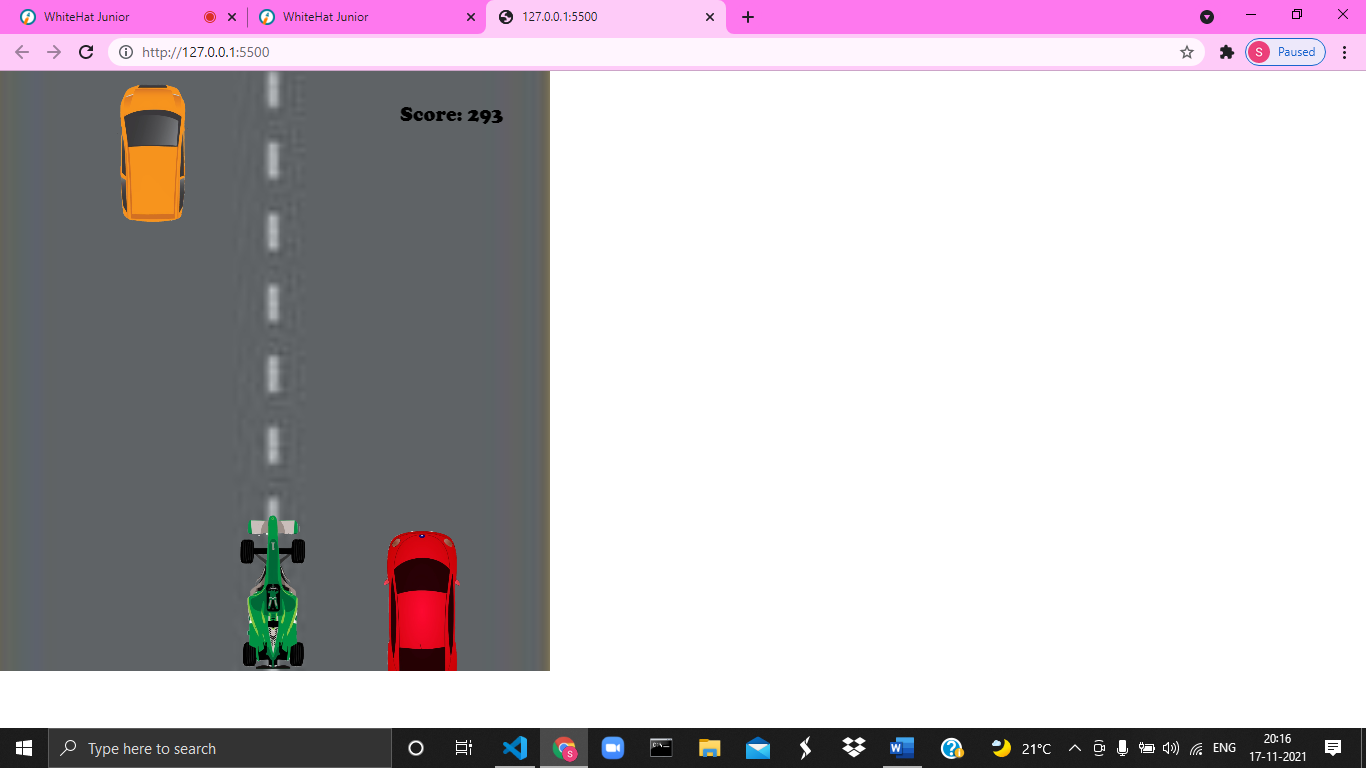 WhiteHat Junior
WhiteHat Junior
127.0.0.1:5500
http://127.0.0.1:5500
S
Paused
Score: 293
Type here to search
21°C
ENG
20:16
17-11-2021